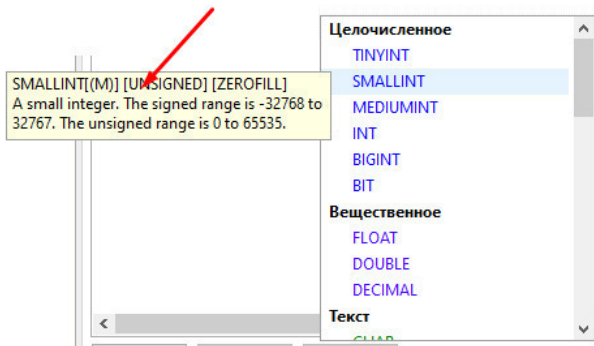 SMALLINT[(M)] [UNSIGNED] [ZEROFILL]
A small integer. The signed range is -32768 to
32767. The unsigned range is 0 to 65535.
Целочисленное
TINYINT
SMALLINT
MEDIUMINT
INT
BIGINT
BIT
Вещественное
FLOAT
DOUBLE
DECIMAL
Текст
CHAR